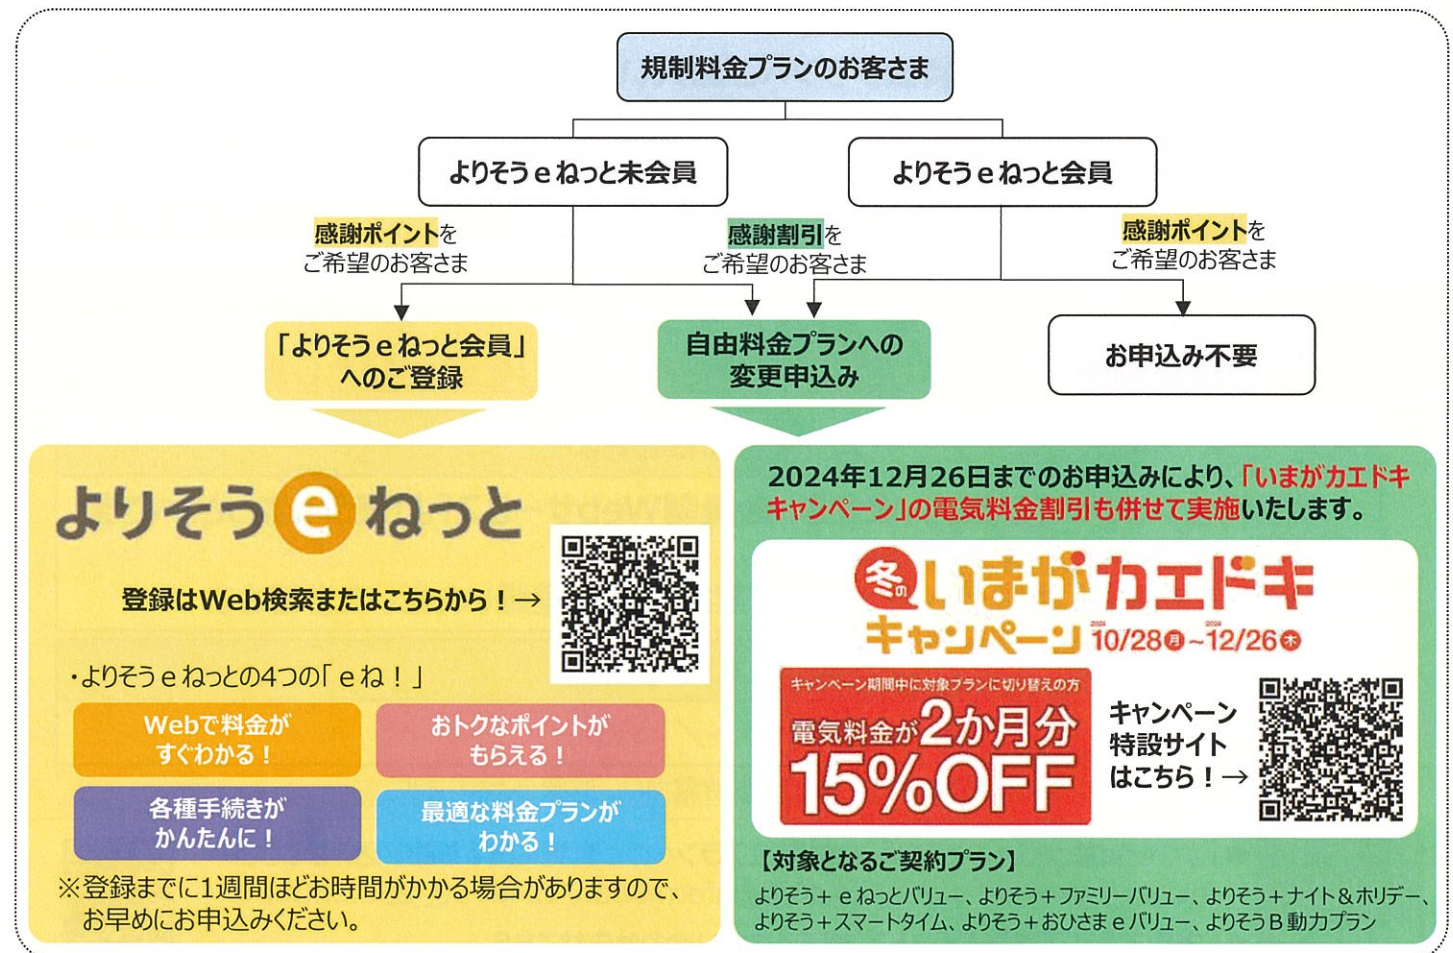 規制料金プランのお客さま
よりそうｅねっと未会員
よりそうｅねっと会員
感謝ポイントを
ご希望のお客さま
感謝割引を
ご希望のお客さま
感謝ポイントを
ご希望のお客さま
「よりそうｅねっと会員」
へのご登録
自由料金プランへの
変更申込み
お申込み不要
よりそうeねっと
登録はWeb検索またはこちらから！→
・よりそうｅねっとの4つの「ｅね！」
Webで料金が
すぐわかる！
おトクなポイントが
もらえる！
各種手続きが
かんたんに！
最適な料金プランが
わかる！
※登録までに1週間ほどお時間がかかる場合がありますので、
お早めにお申込みください。
2024年12月26日までのお申込みにより、「いまがカエドキ
キャンペーン」の電気料金割引も併せて実施いたします。
冬のいまがカエドキ
キャンペーン 2024 10/28月~2024 12/26木
キャンペーン期間中に対象プランに切り替えの方
電気料金が2か月分
15%OFF
キャンペーン
特設サイト
はこちら！→
【対象となるご契約プラン】
よりそう＋ｅねっとバリュー、よりそう＋ファミリーバリュー、よりそう＋ナイト＆ホリデー、
よりそう＋スマートタイム、よりそう＋おひさまｅバリュー、よりそうＢ動力プラン